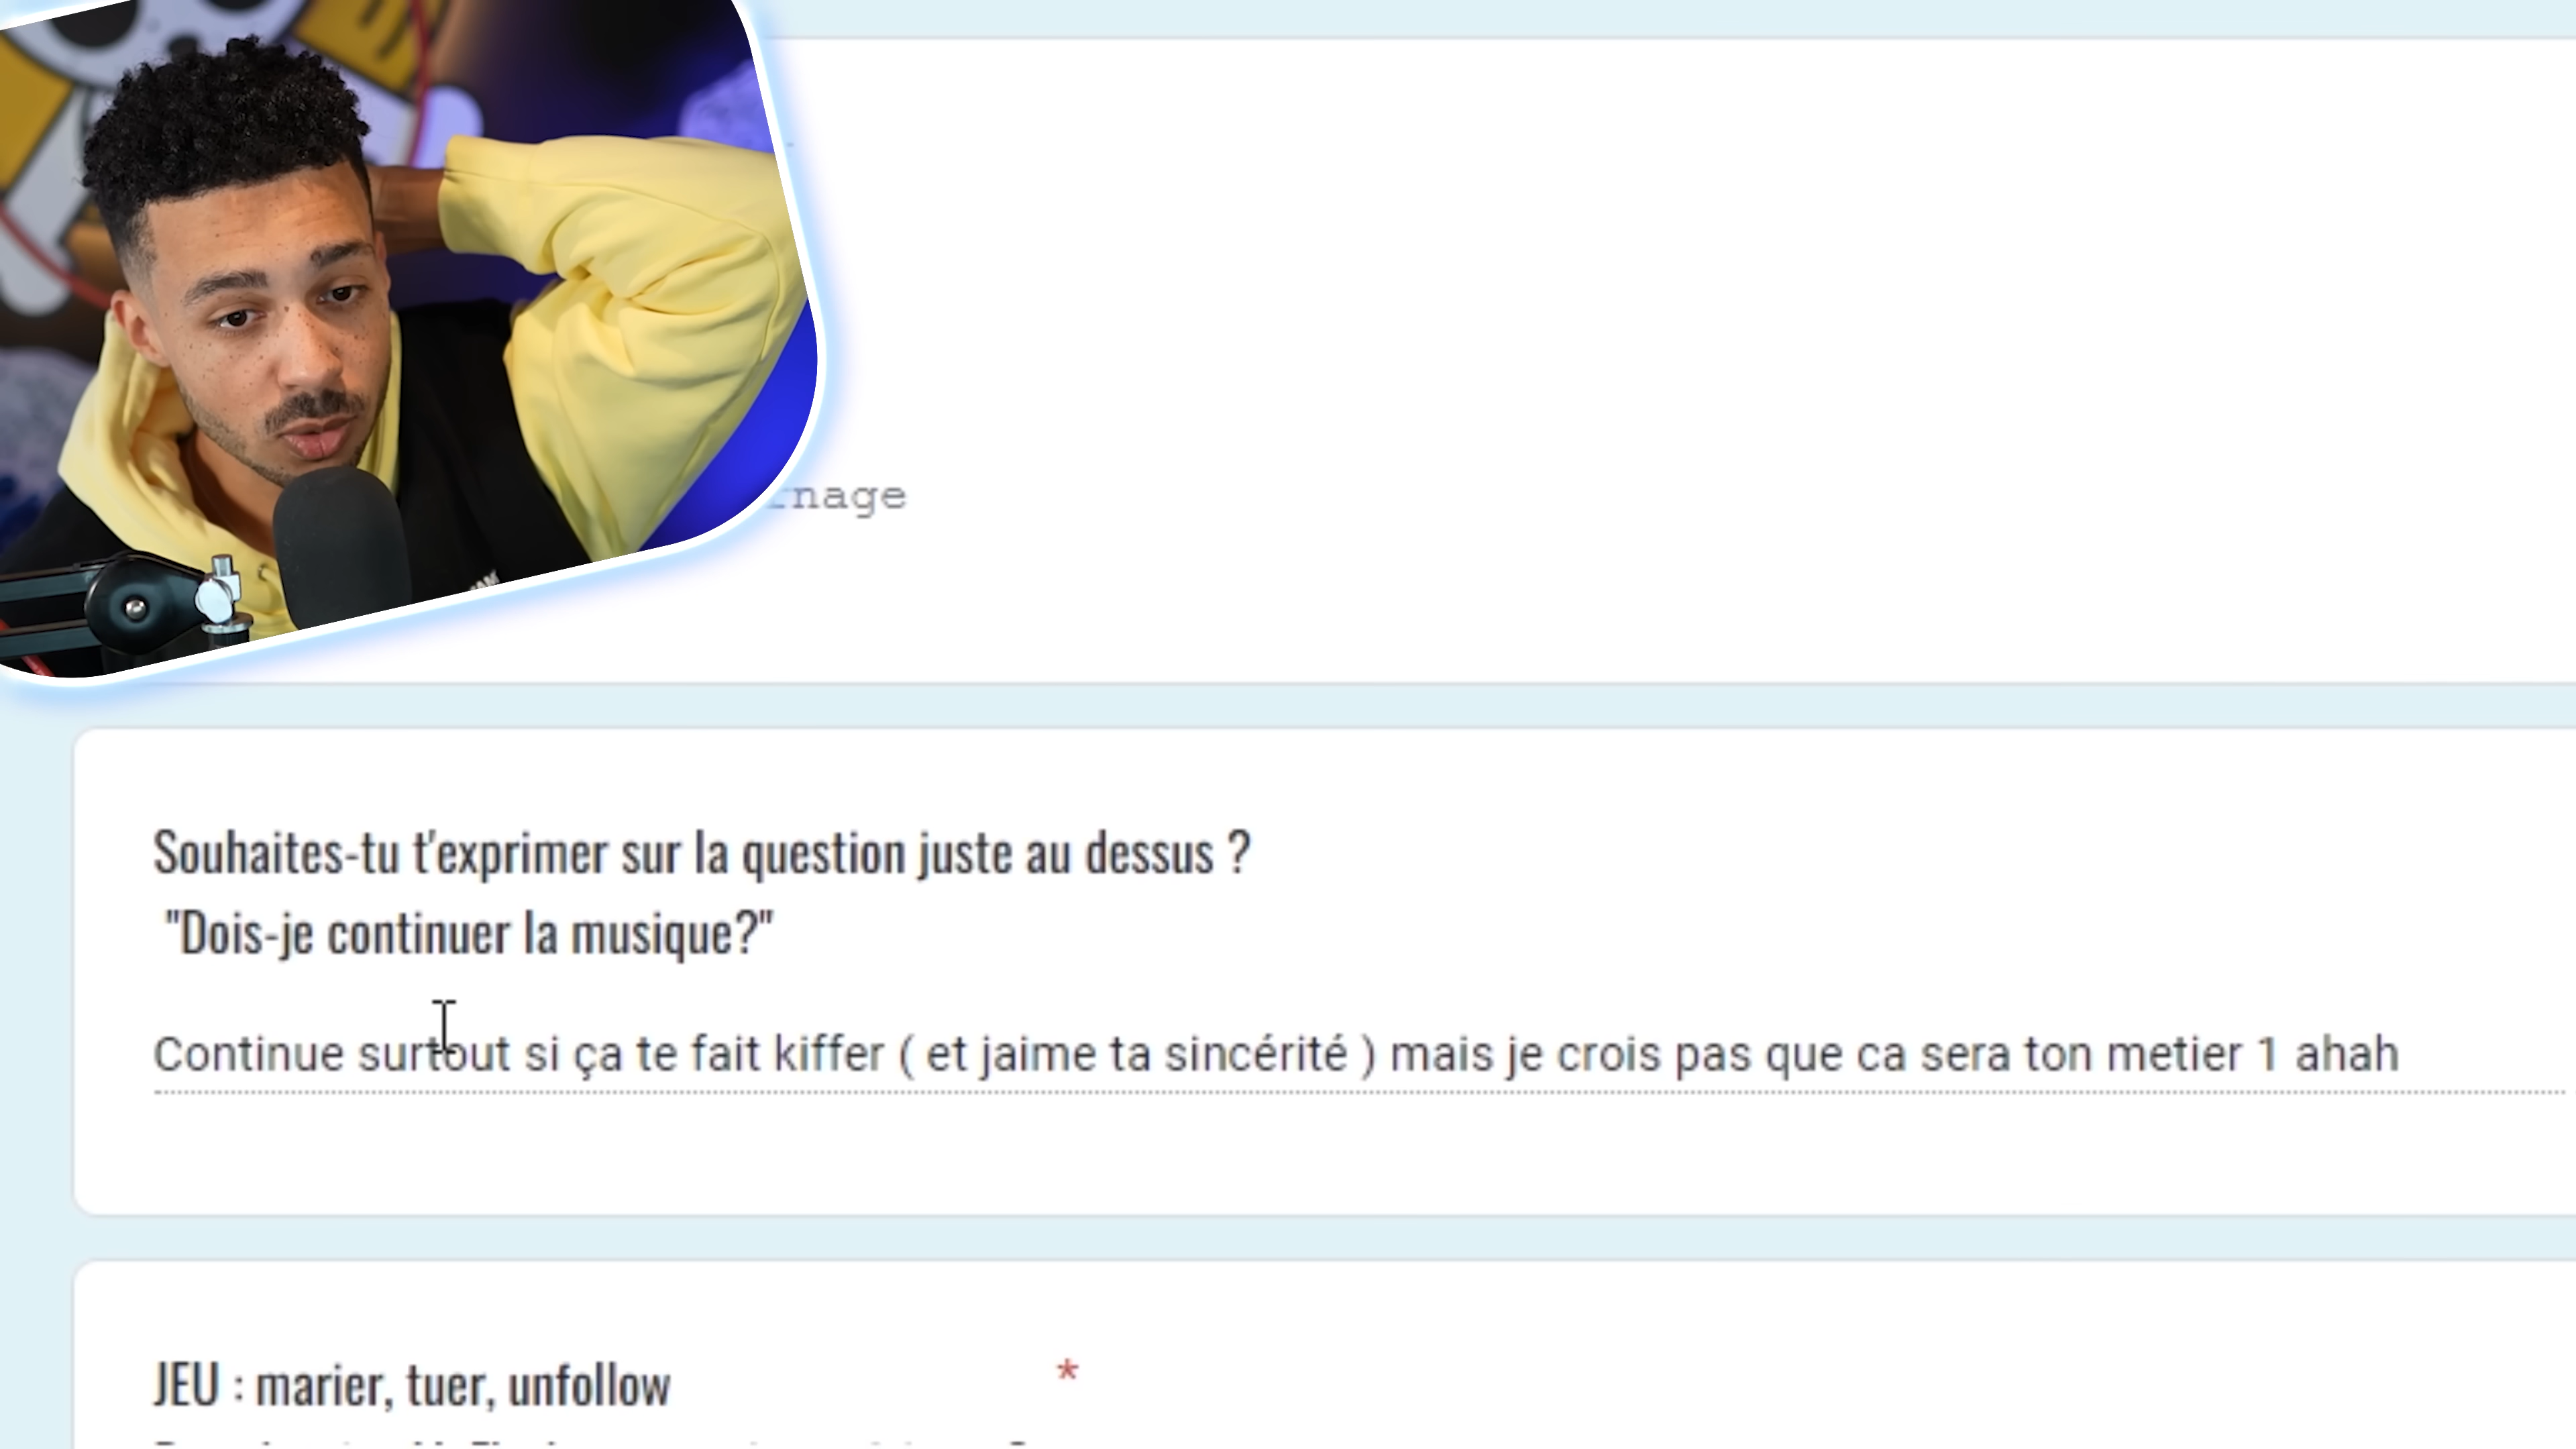 Souhaites-tu t'exprimer sur la question juste au dessus ?
"Dois-je continuer la musique?"
Continue surtout si ça te fait kiffer ( et jaime ta sincérité ) mais je crois pas que ca sera ton metier 1 ahah
JEU : marier, tuer, unfollow *